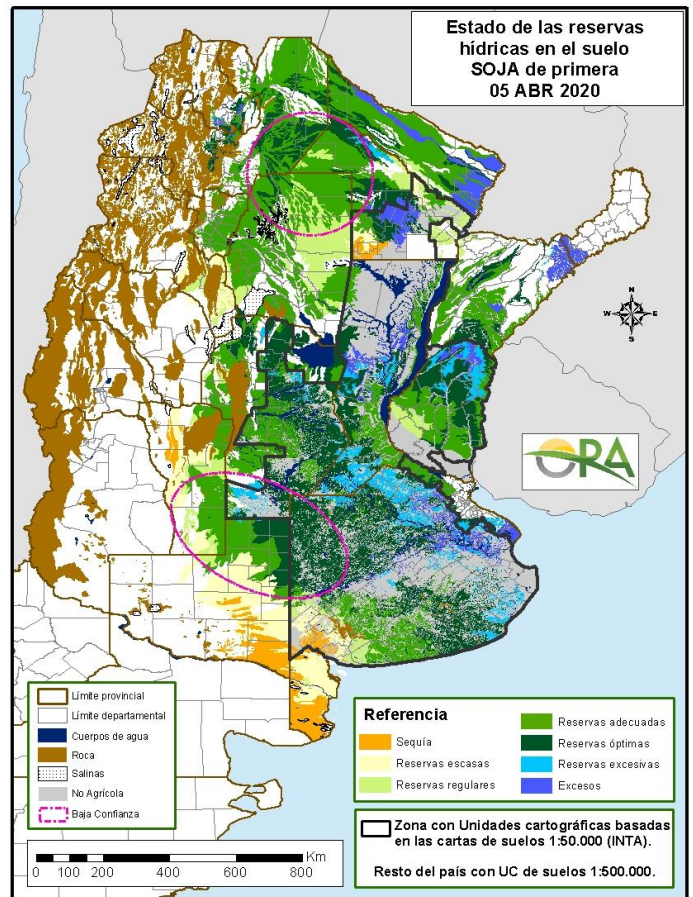 Estado de las reservas
hídricas en el suelo
SOJA de primera
05 ABR 2020
N
W
E
S
ORA
Límite provincial
Límite departamental
Cuerpos de agua
Roca
Salinas
No Agrícola
Baja Confianza
Referencia
Sequía
Reservas escasas
Reservas regulares
Reservas adecuadas
Reservas óptimas
Reservas excesivas
Excesos
Zona con Unidades cartográficas basadas
en las cartas de suelos 1:50.000 (INTA).
Resto del país con UC de suelos 1:500.000.
Km
0 100 200 400 600 800